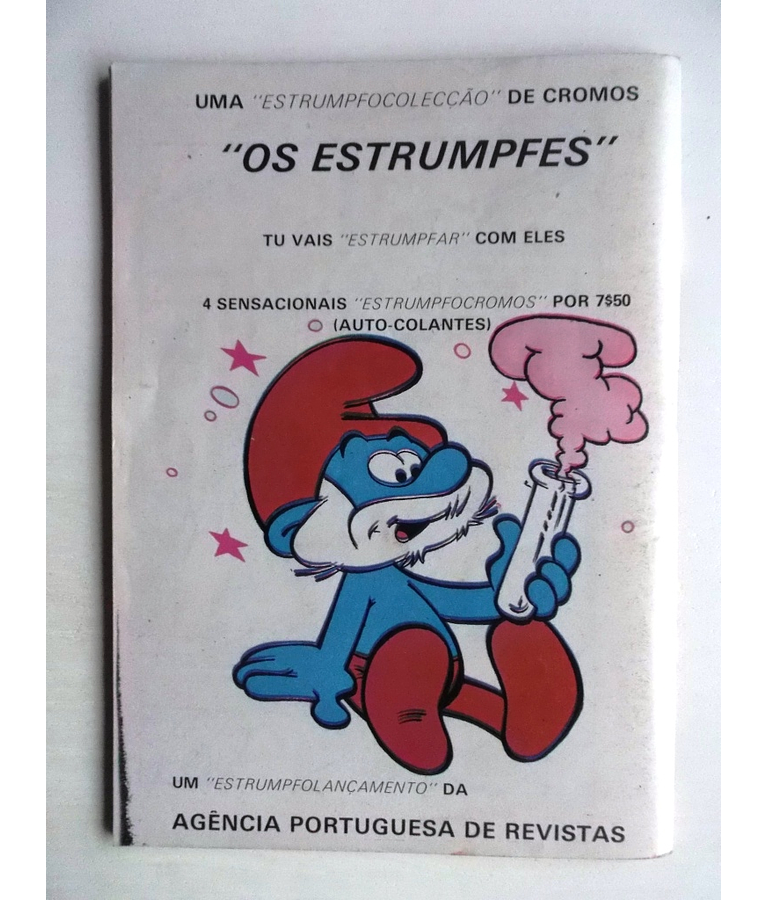 UMA "ESTRUMPFOCOLECÇÃO" DE CROMOS
"OS ESTRUMPFES"
TU VAIS "ESTRUMPFAR" COM ELES
4 SENSACIONAIS "ESTRUMPFOCROMOS" POR 7$50
(AUTO-COLANTES)
UM "ESTRUMPFOLANÇAMENTO" DA
AGÊNCIA PORTUGUESA DE REVISTAS